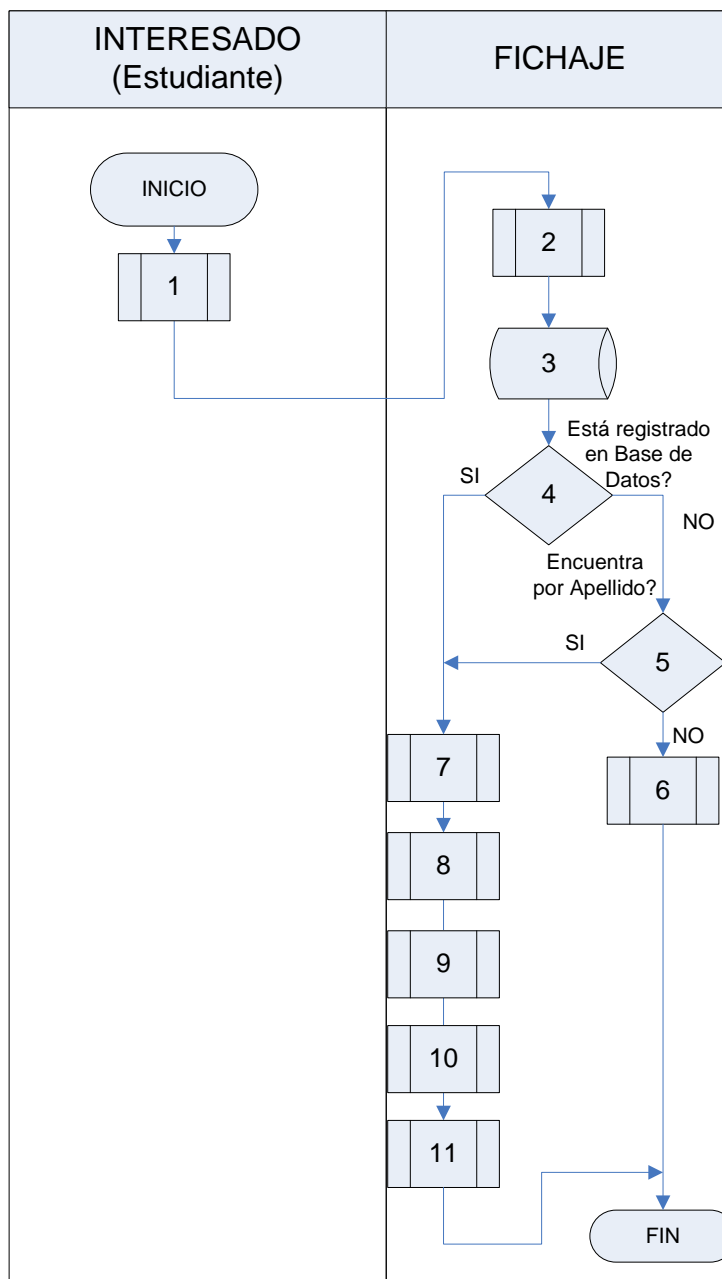 INTERESADO
(Estudiante)
FICHAJE
INICIO
1
2
3
Está registrado
en Base de
Datos?
SI
4
NO
Encuentra
por Apellido?
SI
5
NO
7
6
8
9
10
11
FIN